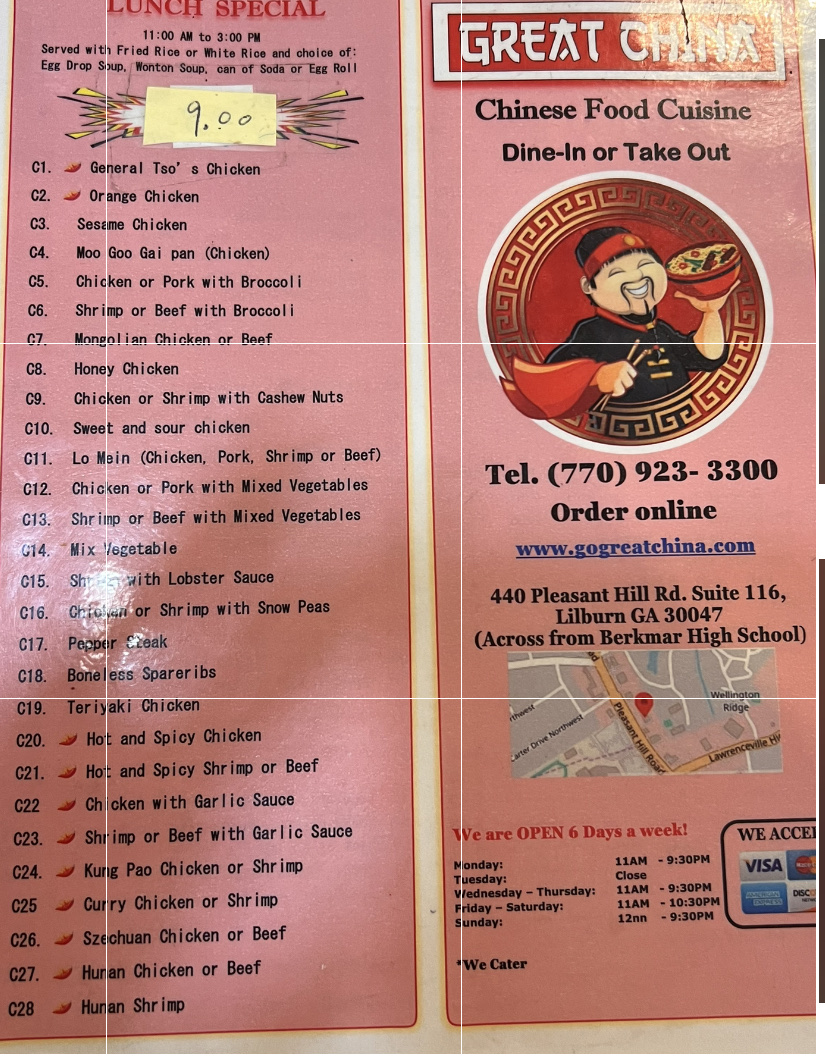 LUNCH SPECIAL
11:00 AM to 3:00 PM
Served with Fried Rice or White Rice and choice of:
Egg Drop Soup, Wonton Soup, can of Soda or Egg Roll
9.00
C1. General Tso's Chicken
C2. Orange Chicken
C3. Sesame Chicken
C4. Moo Goo Gai pan (Chicken)
C5. Chicken or Pork with Broccoli
C6. Shrimp or Beef with Broccoli
C7. Mongolian Chicken or Beef
C8. Honey Chicken
C9. Chicken or Shrimp with Cashew Nuts
C10. Sweet and sour chicken
C11. Lo Mein (Chicken, Pork, Shrimp or Beef)
C12. Chicken or Pork with Mixed Vegetables
C13. Shrimp or Beef with Mixed Vegetables
C14. Mix Vegetable
C15. Shrimp with Lobster Sauce
C16. Chicken or Shrimp with Snow Peas
C17. Pepper Steak
C18. Boneless Spareribs
C19. Teriyaki Chicken
C20. Hot and Spicy Chicken
C21. Hot and Spicy Shrimp or Beef
C22 Chicken with Garlic Sauce
C23. Shrimp or Beef with Garlic Sauce
C24. Kung Pao Chicken or Shrimp
C25 Curry Chicken or Shrimp
C26. Szechuan Chicken or Beef
C27. Hunan Chicken or Beef
C28 Hunan Shrimp
GREAT CHINA
Chinese Food Cuisine
Dine-In or Take Out
Tel. (770) 923- 3300
Order online
www.gogreatchina.com
440 Pleasant Hill Rd. Suite 116,
Lilburn GA 30047
(Across from Berkmar High School)
Wellington
Ridge
rthwest
Carter Drive Northwest
Pleasant Hill Road
Lawrenceville Hi
We are OPEN 6 Days a week!
Monday: 11AM - 9:30PM
Tuesday: Close
Wednesday – Thursday: 11AM - 9:30PM
Friday – Saturday: 11AM - 10:30PM
Sunday: 12nn - 9:30PM
*We Cater
WE ACCE
VISA
AMERICAN
EXPRESS
DISC